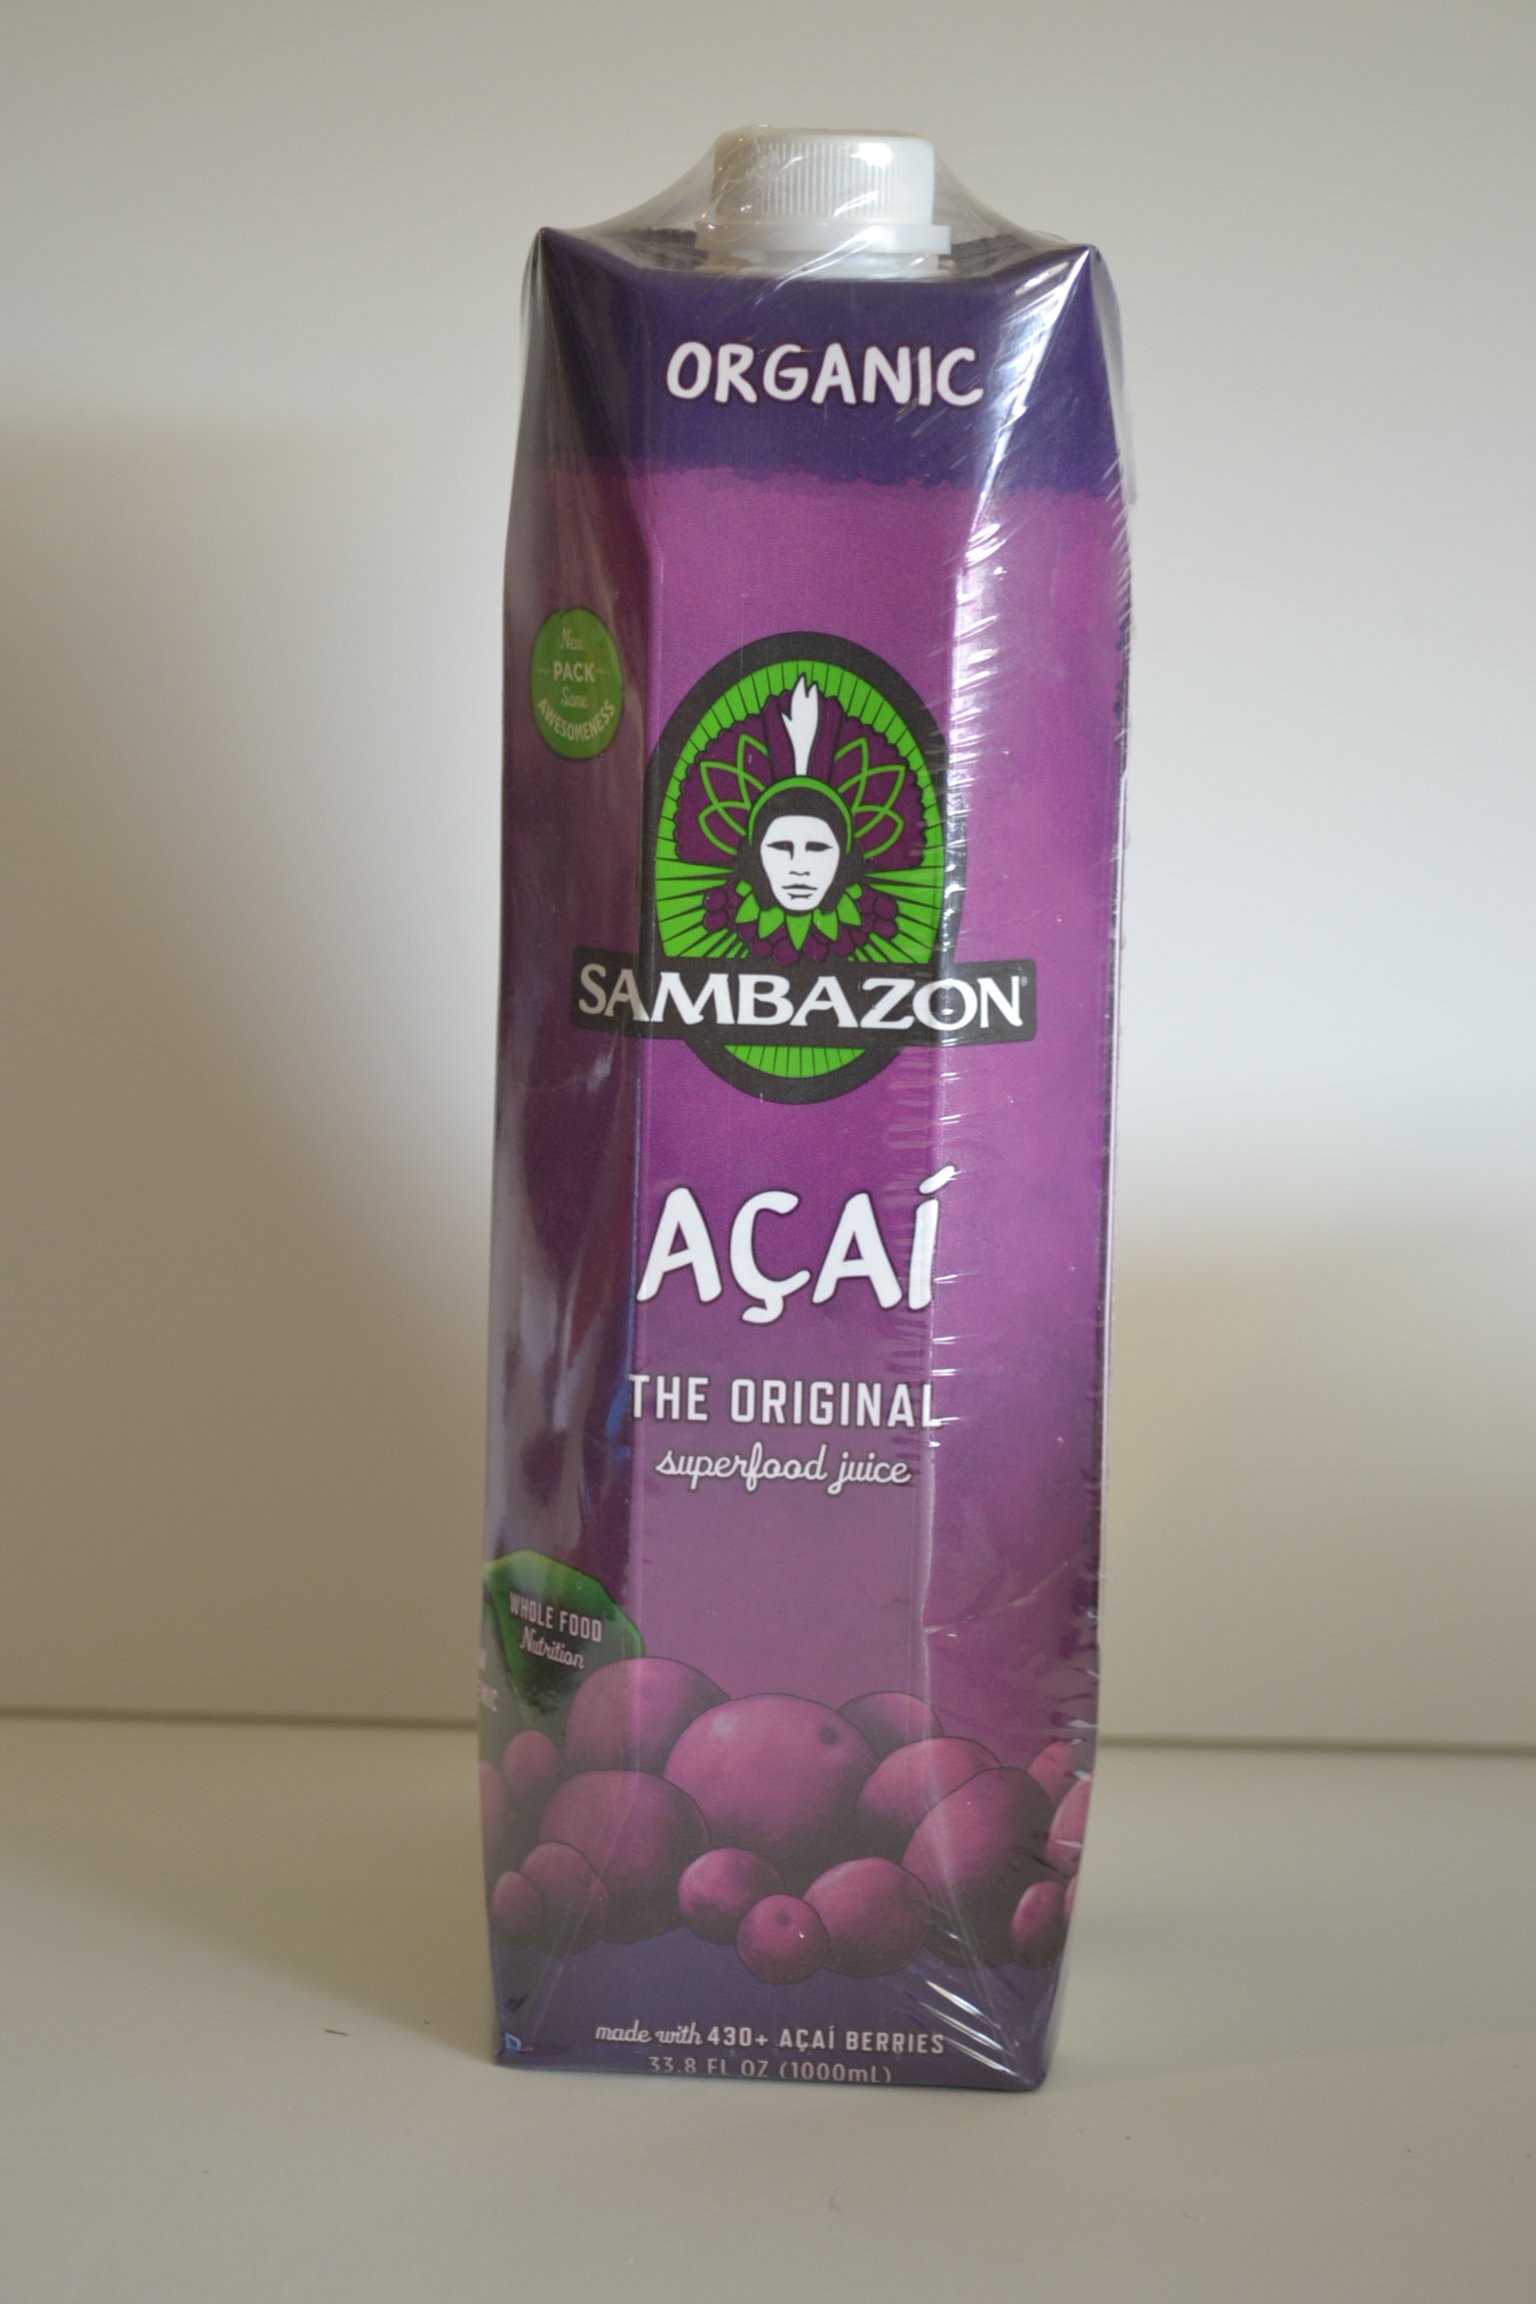 ORGANIC
New
PACK
Same
AWESOMENESS
SAMBAZON®
AÇAÍ
THE ORIGINAL
superfood juice
WHOLE FOOD
Nutrition
made with 430+ AÇAÍ BERRIES
33.8 FL OZ (1000mL)